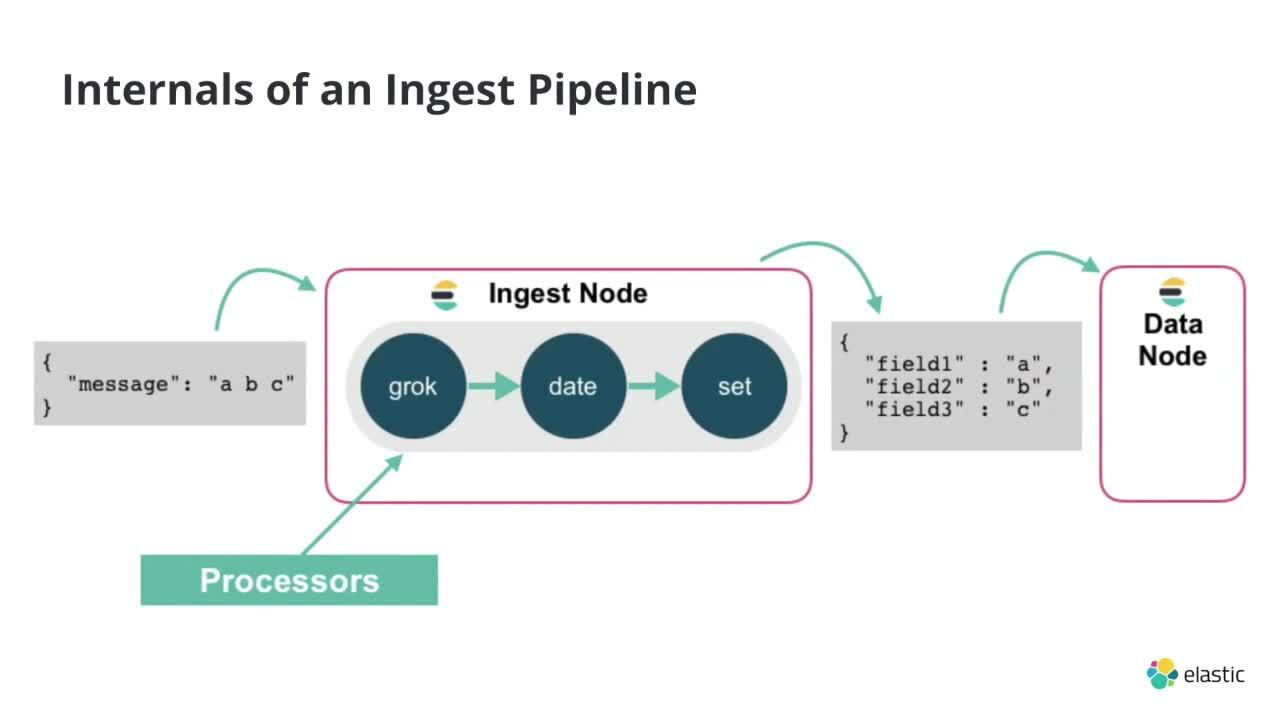 Internals of an Ingest Pipeline
{
"message": "a b c"
}
Ingest Node
grok
date
set
Processors
{
"field1" : "a",
"field2" : "b",
"field3" : "c"
}
Data
Node
elastic